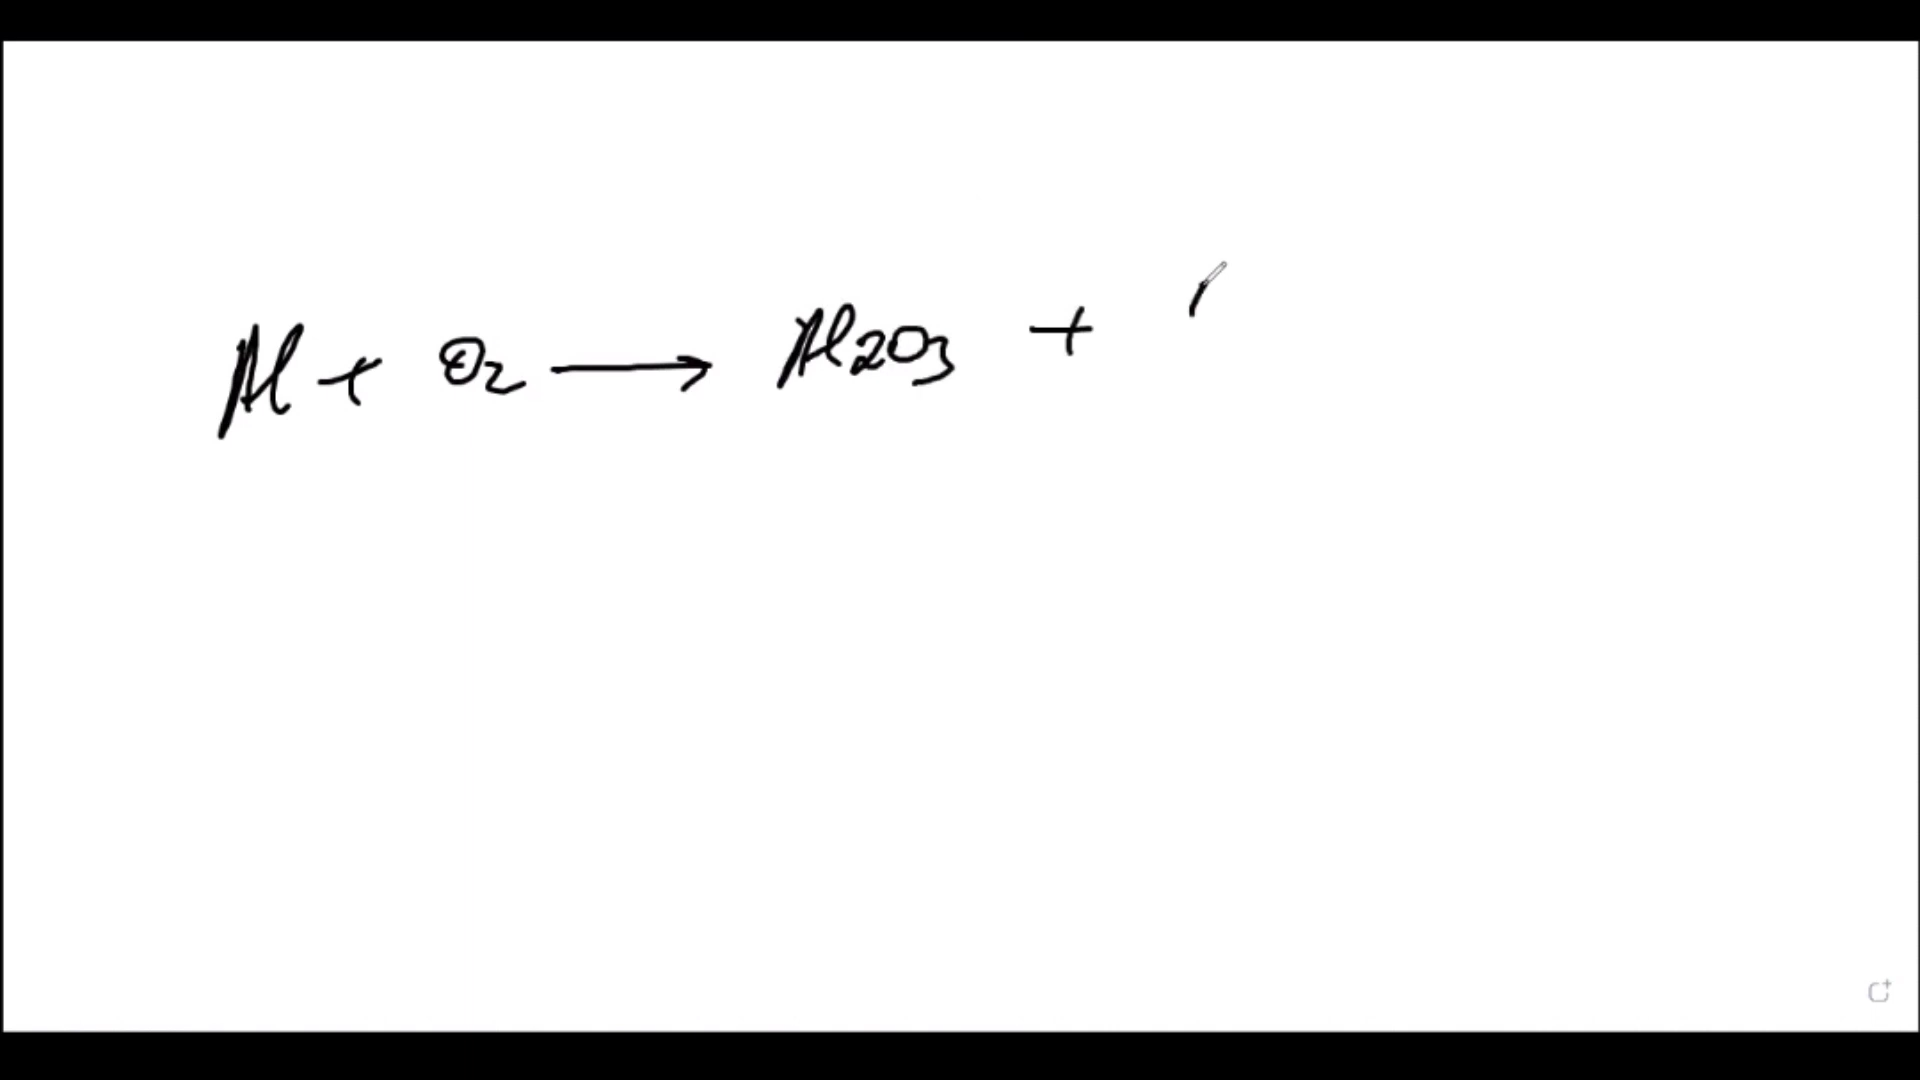 Al + O2 → Al2O3 +